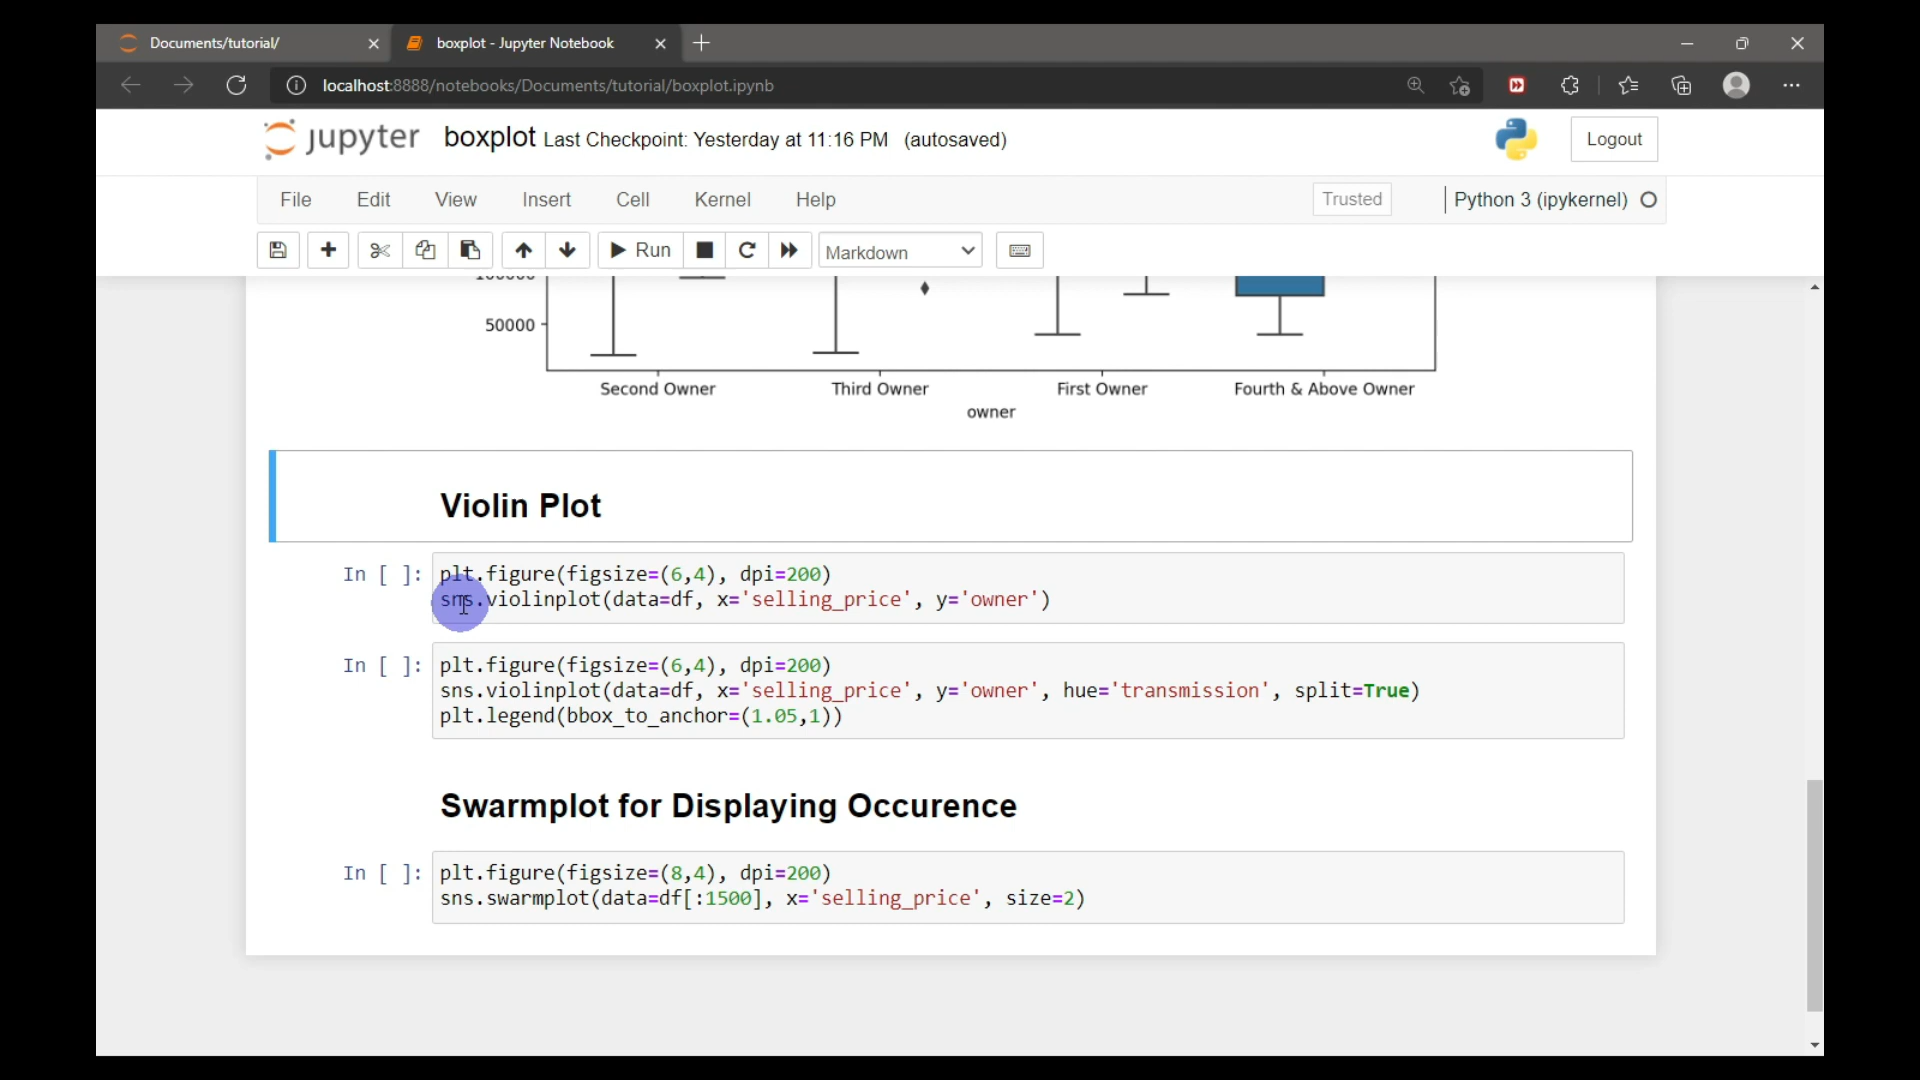 Documents/tutorial/
boxplot - Jupyter Notebook
localhost:8888/notebooks/Documents/tutorial/boxplot.ipynb
jupyter boxplot Last Checkpoint: Yesterday at 11:16 PM (autosaved)
Logout
File Edit View Insert Cell Kernel Help
Trusted
Python 3 (ipykernel)
Run
Markdown
50000
Second Owner Third Owner First Owner Fourth & Above Owner
owner
Violin Plot
In [ ]: plt.figure(figsize=(6,4), dpi=200)
sns.violinplot(data=df, x='selling_price', y='owner')
In [ ]: plt.figure(figsize=(6,4), dpi=200)
sns.violinplot(data=df, x='selling_price', y='owner', hue='transmission', split=True)
plt.legend(bbox_to_anchor=(1.05,1))
Swarmplot for Displaying Occurence
In [ ]: plt.figure(figsize=(8,4), dpi=200)
sns.swarmplot(data=df[:1500], x='selling_price', size=2)